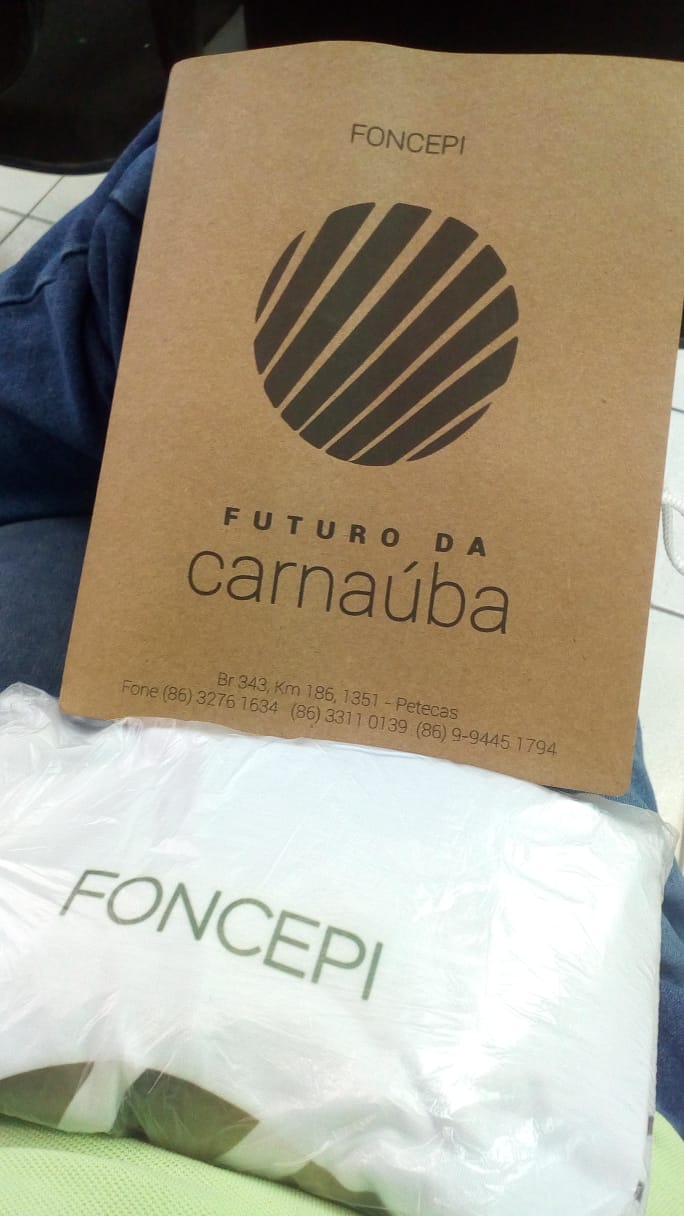 FONCEPI
FUTURO DA
carnaúba
Br 343, Km 186, 1351 - Petecas
Fone (86) 3276 1634 (86) 3311 0139 (86) 9-9445 1794
FONCEPI